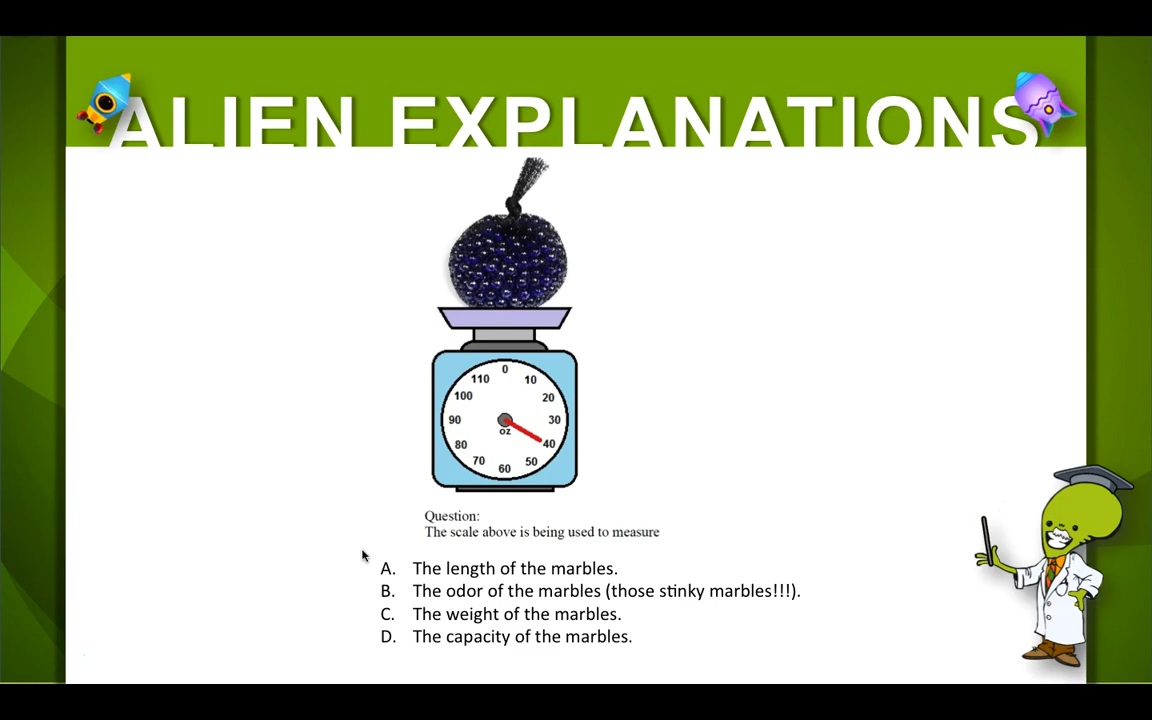 ALIEN EXPLANATIONS
0
110 10
100 20
90 30
oz
80 40
70 50
60
Question:
The scale above is being used to measure
A. The length of the marbles.
B. The odor of the marbles (those stinky marbles!!!).
C. The weight of the marbles.
D. The capacity of the marbles.